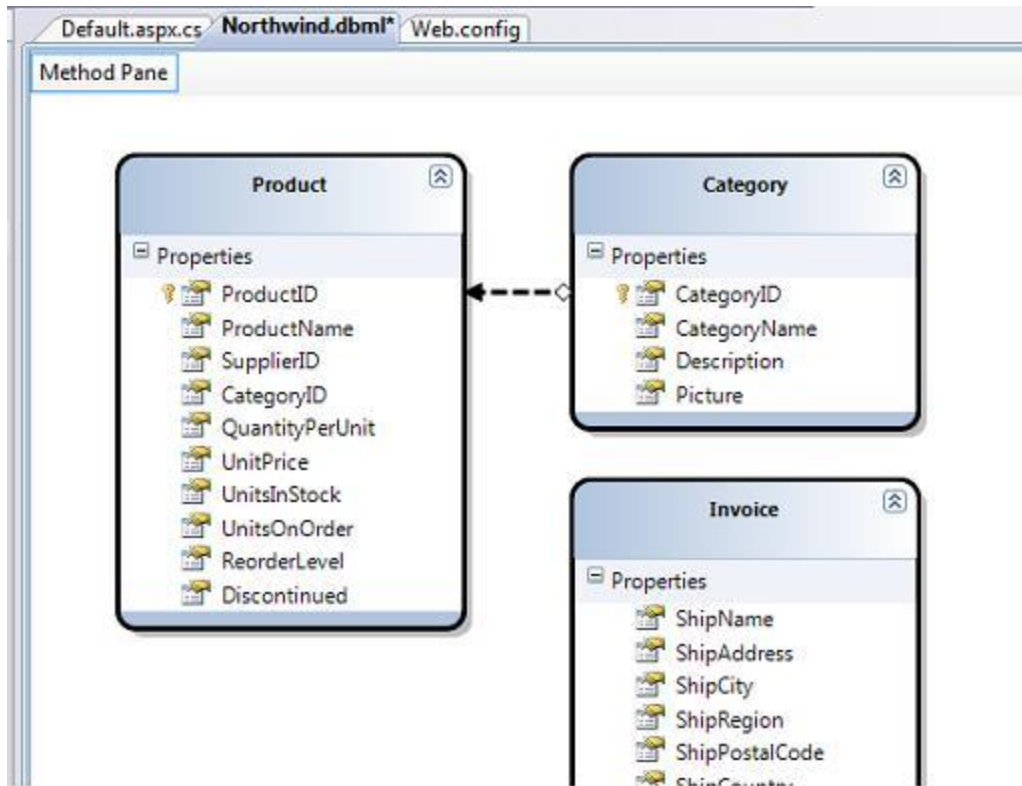 Default.aspx.cs Northwind.dbml* Web.config
Method Pane
Product
Properties
ProductID
ProductName
SupplierID
CategoryID
QuantityPerUnit
UnitPrice
UnitsInStock
UnitsOnOrder
ReorderLevel
Discontinued
Category
Properties
CategoryID
CategoryName
Description
Picture
Invoice
Properties
ShipName
ShipAddress
ShipCity
ShipRegion
ShipPostalCode
ShipCountry